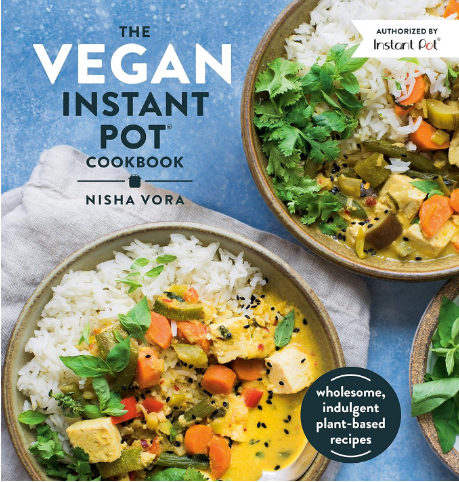 THE
VEGAN
INSTANT
POT®
COOKBOOK
NISHA VORA
AUTHORIZED BY
Instant Pot®
wholesome,
indulgent
plant-based
recipes